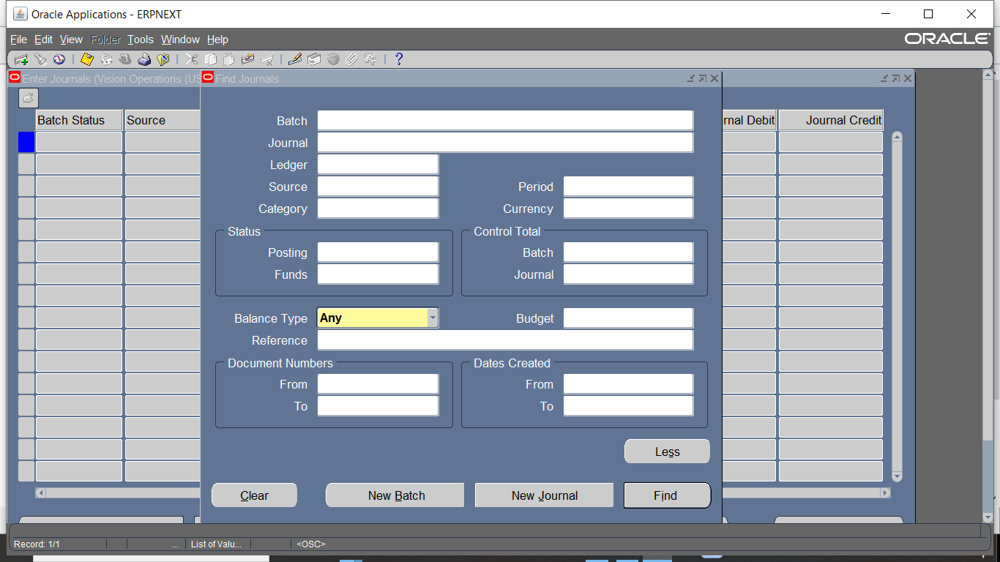 Oracle Applications - ERPNEXT
File Edit View Folder Tools Window Help
ORACLE
Enter Journals (Vision Operations (US
Find Journals
Batch Status Source
rnal Debit Journal Credit
Batch
Journal
Ledger
Source Period
Category Currency
Status Control Total
Posting Batch
Funds Journal
Balance Type Any Budget
Reference
Document Numbers Dates Created
From From
To To
Less
Clear New Batch New Journal Find
Record: 1/1 ... List of Valu... <OSC>